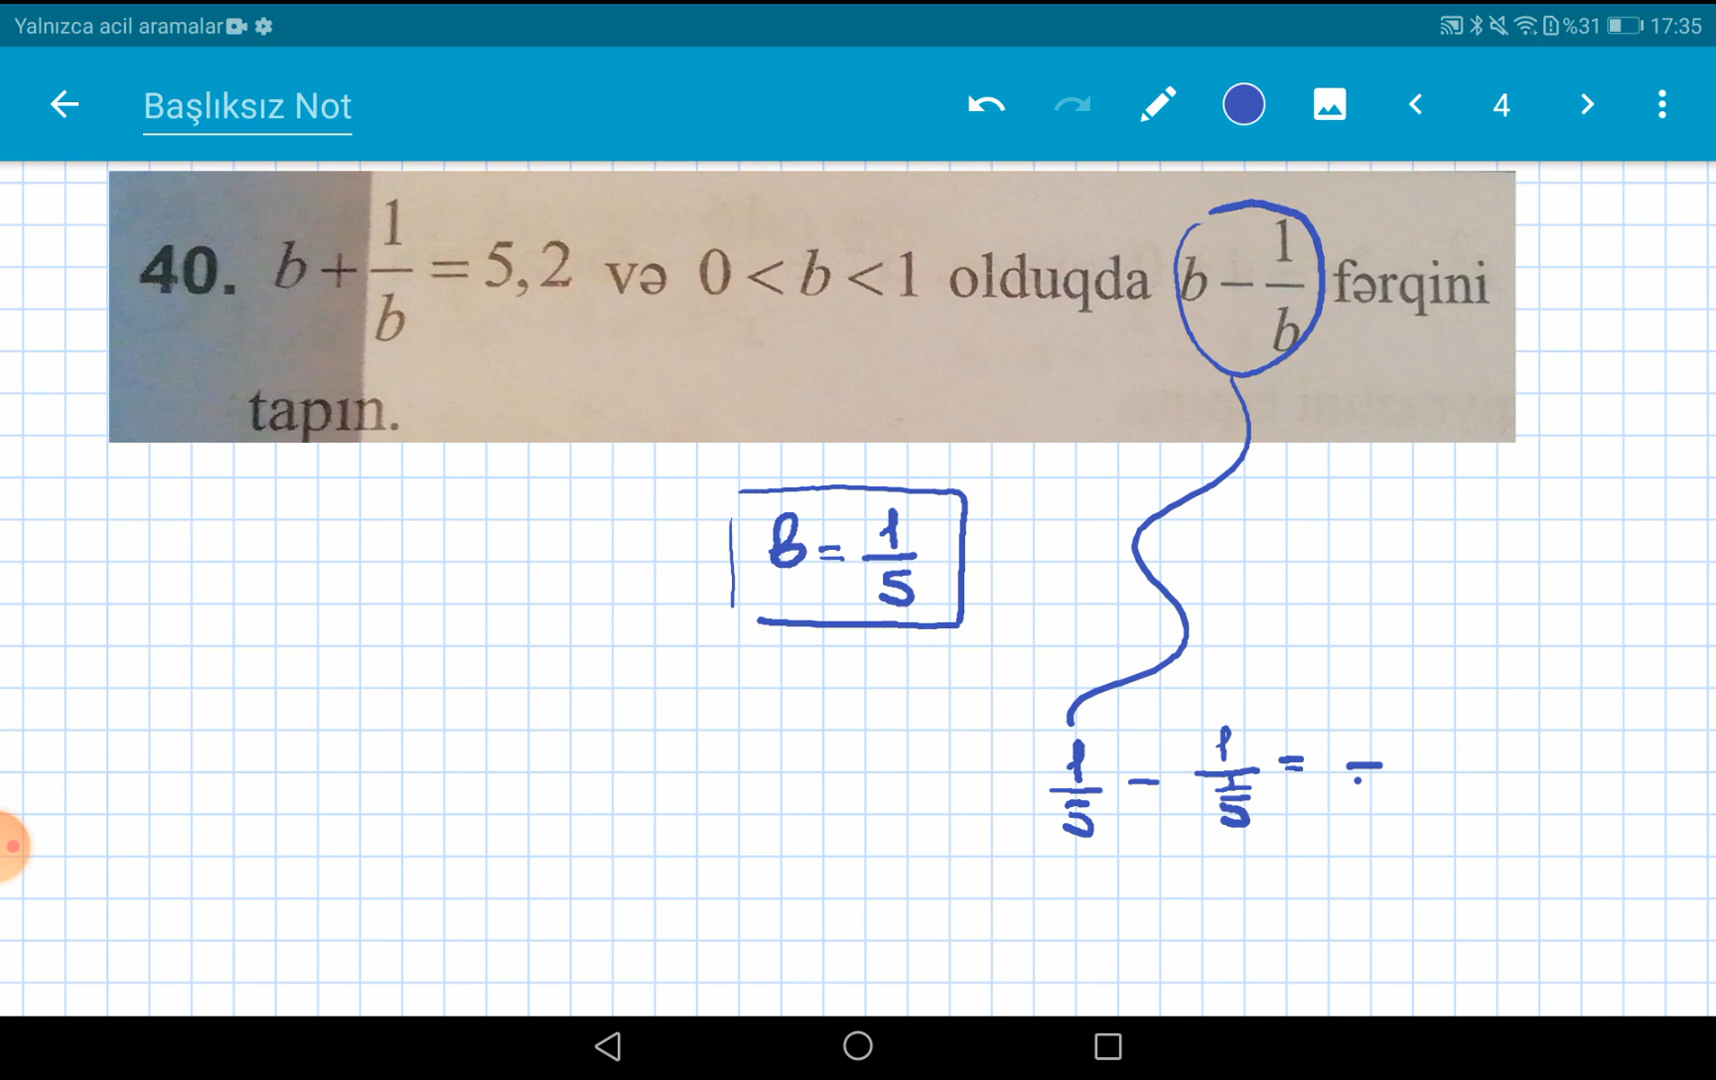 Yalnızca acil aramalar %31 17:35
Başlıksız Not 4
40. b + 1/b = 5,2 və 0 < b < 1 olduqda b − 1/b fərqini
tapın.
B = 1/5
1/5 − 1/(1/5) =